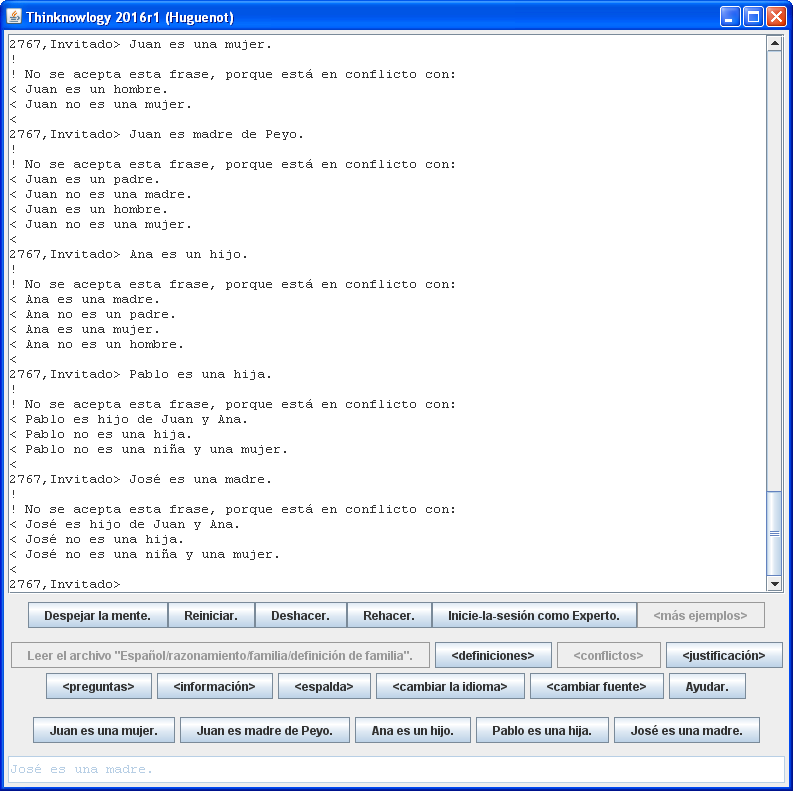 Thinknowlogy 2016r1 (Huguenot)
2767,Invitado> Juan es una mujer.
!
! No se acepta esta frase, porque está en conflicto con:
< Juan es un hombre.
< Juan no es una mujer.
<
2767,Invitado> Juan es madre de Peyo.
!
! No se acepta esta frase, porque está en conflicto con:
< Juan es un padre.
< Juan no es una madre.
< Juan es un hombre.
< Juan no es una mujer.
<
2767,Invitado> Ana es un hijo.
!
! No se acepta esta frase, porque está en conflicto con:
< Ana es una madre.
< Ana no es un padre.
< Ana es una mujer.
< Ana no es un hombre.
<
2767,Invitado> Pablo es una hija.
!
! No se acepta esta frase, porque está en conflicto con:
< Pablo es hijo de Juan y Ana.
< Pablo no es una hija.
< Pablo no es una niña y una mujer.
<
2767,Invitado> José es una madre.
!
! No se acepta esta frase, porque está en conflicto con:
< José es hijo de Juan y Ana.
< José no es una hija.
< José no es una niña y una mujer.
<
2767,Invitado>
Despejar la mente. Reiniciar. Deshacer. Rehacer. Inicie-la-sesión como Experto. <más ejemplos>
Leer el archivo "Español/razonamiento/familia/definición de familia". <definiciones> <conflictos> <justificación>
<preguntas> <información> <espalda> <cambiar la idioma> <cambiar fuente> Ayudar.
Juan es una mujer. Juan es madre de Peyo. Ana es un hijo. Pablo es una hija. José es una madre.
José es una madre.